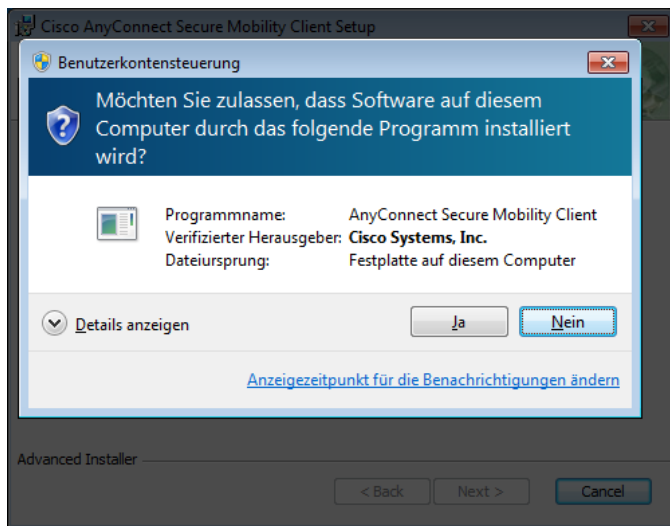 Cisco AnyConnect Secure Mobility Client Setup
Benutzerkontensteuerung
Möchten Sie zulassen, dass Software auf diesem
Computer durch das folgende Programm installiert
wird?
Programmname: AnyConnect Secure Mobility Client
Verifizierter Herausgeber: Cisco Systems, Inc.
Dateiursprung: Festplatte auf diesem Computer
Details anzeigen Ja Nein
Anzeigezeitpunkt für die Benachrichtigungen ändern
Advanced Installer
< Back Next > Cancel